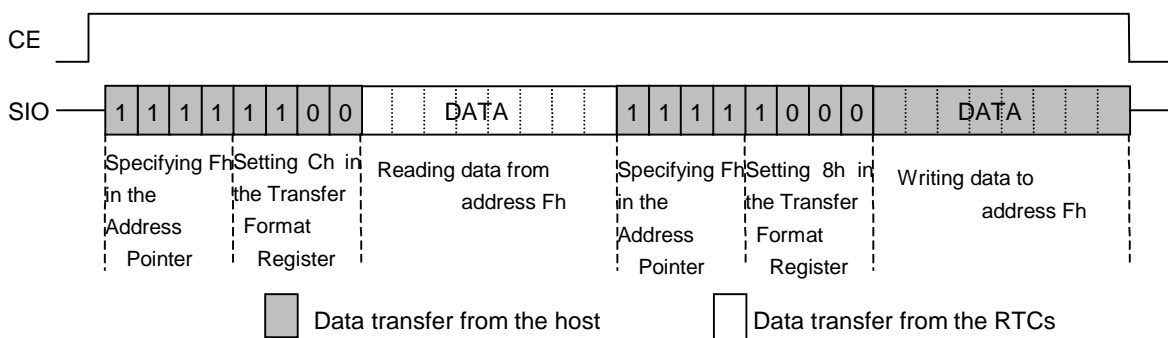 CE
SIO 1 1 1 1 1 1 0 0 DATA 1 1 1 1 1 0 0 0 DATA
Specifying Fh
in the
Address
Pointer
Setting Ch in
the Transfer
Format
Register
Reading data from
address Fh
Specifying Fh
in the
Address
Pointer
Setting 8h in
the Transfer
Format
Register
Writing data to
address Fh
Data transfer from the host
Data transfer from the RTCs